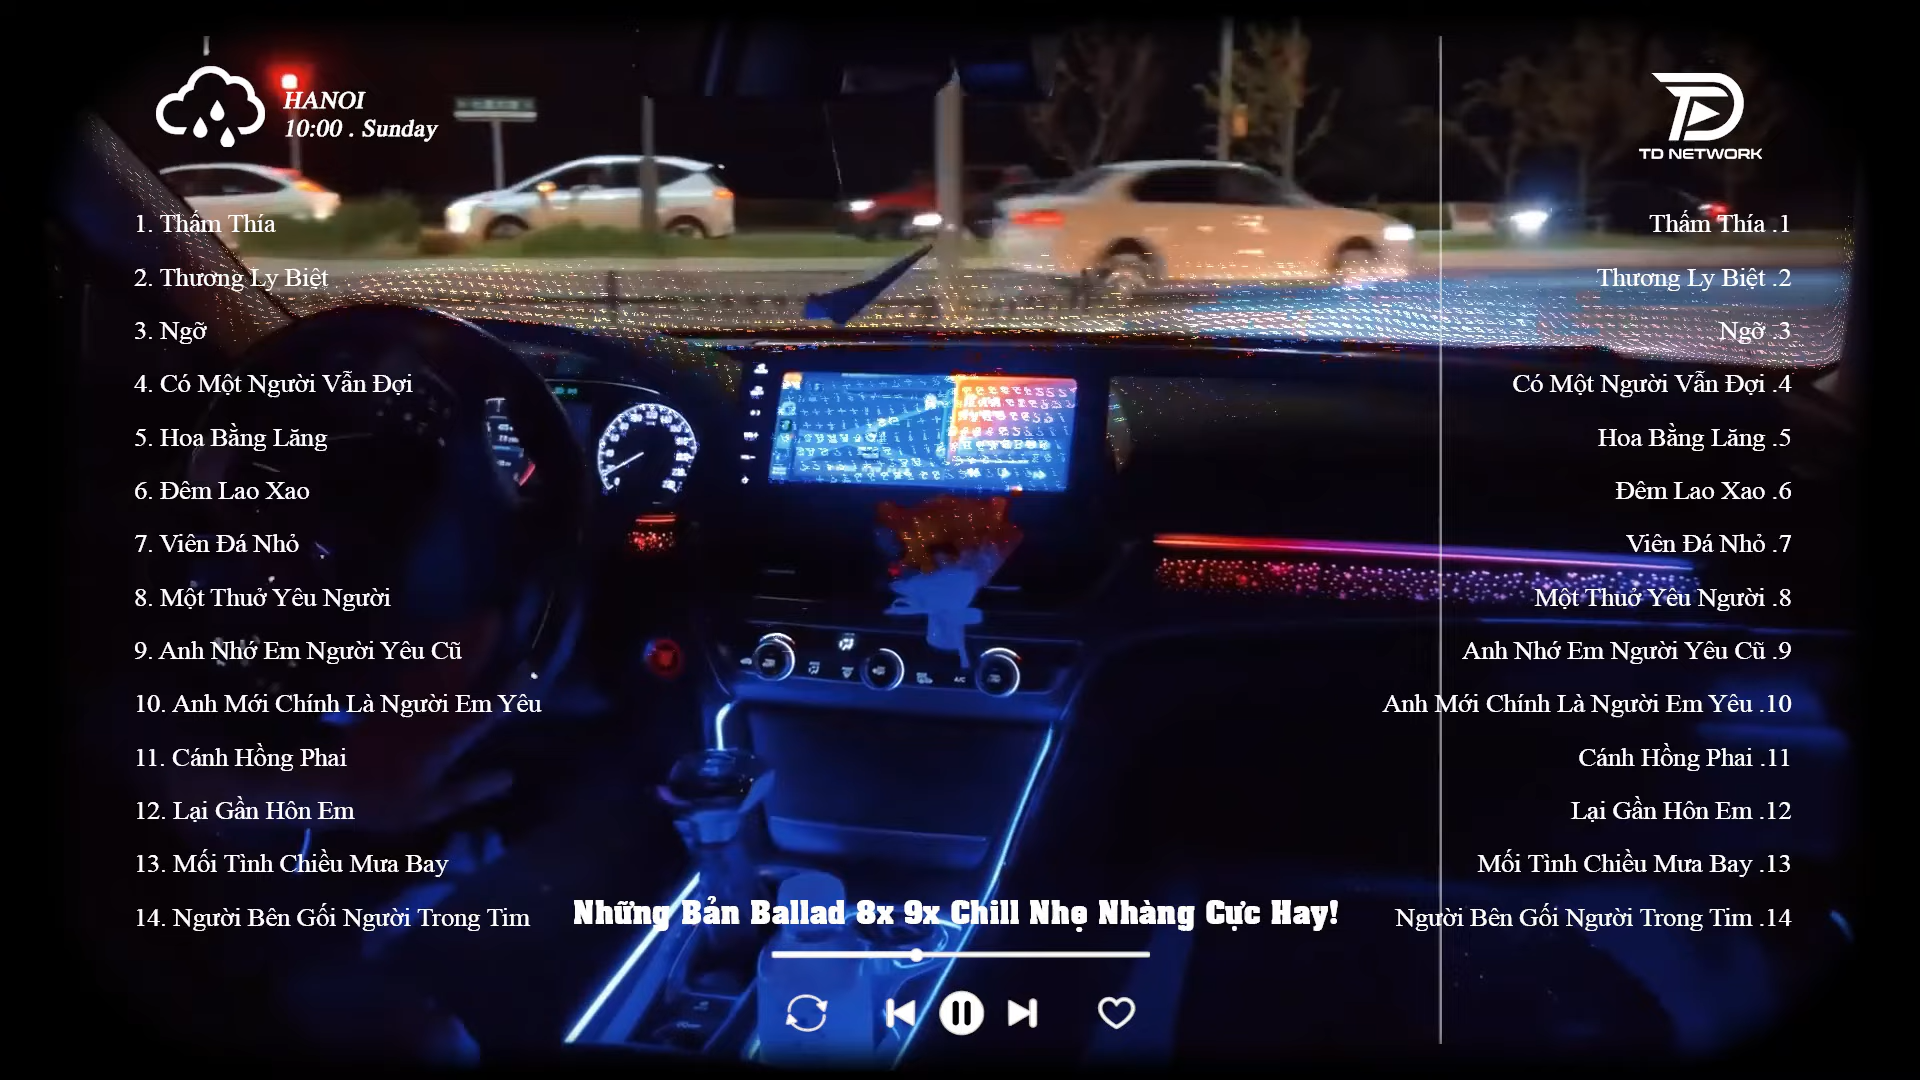 HANOI
10:00 . Sunday
TD NETWORK
1. Thấm Thía
2. Thương Ly Biệt
3. Ngỡ
4. Có Một Người Vẫn Đợi
5. Hoa Bằng Lăng
6. Đêm Lao Xao
7. Viên Đá Nhỏ
8. Một Thuở Yêu Người
9. Anh Nhớ Em Người Yêu Cũ
10. Anh Mới Chính Là Người Em Yêu
11. Cánh Hồng Phai
12. Lại Gần Hôn Em
13. Mối Tình Chiều Mưa Bay
14. Người Bên Gối Người Trong Tim
Thấm Thía .1
Thương Ly Biệt .2
Ngỡ .3
Có Một Người Vẫn Đợi .4
Hoa Bằng Lăng .5
Đêm Lao Xao .6
Viên Đá Nhỏ .7
Một Thuở Yêu Người .8
Anh Nhớ Em Người Yêu Cũ .9
Anh Mới Chính Là Người Em Yêu .10
Cánh Hồng Phai .11
Lại Gần Hôn Em .12
Mối Tình Chiều Mưa Bay .13
Người Bên Gối Người Trong Tim .14
Những Bản Ballad 8x 9x Chill Nhẹ Nhàng Cực Hay!